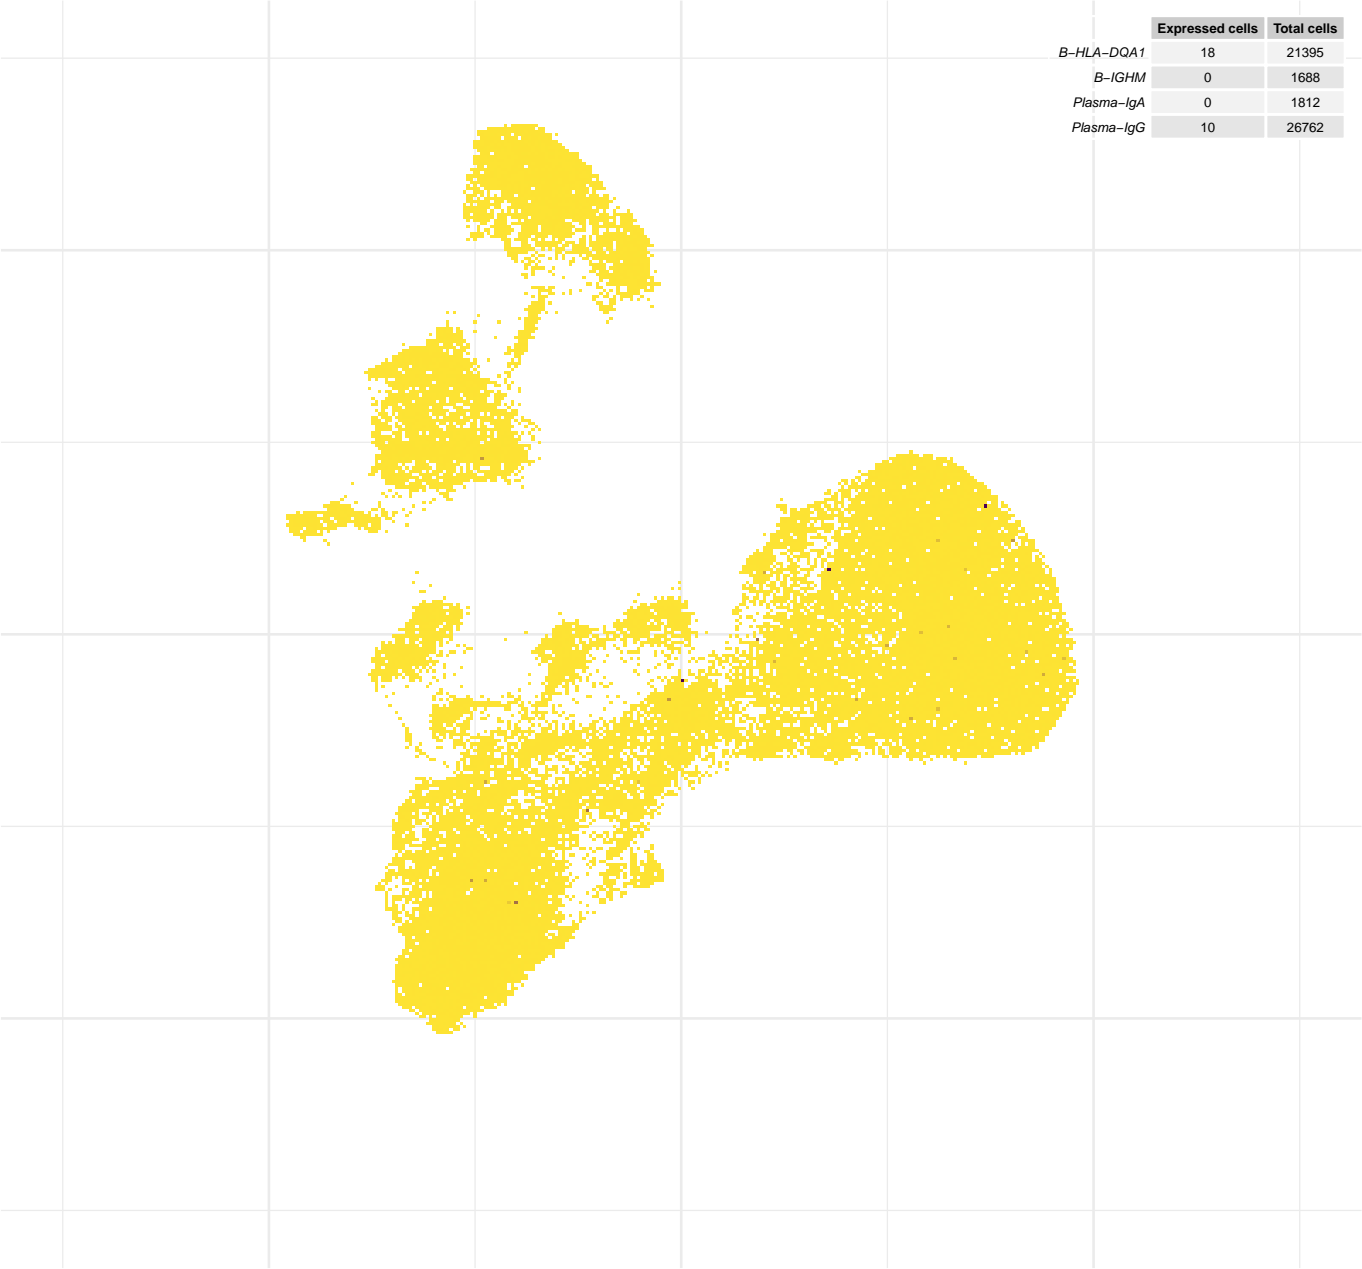 Expressed cells Total cells
B−HLA−DQA1 18 21395
B−IGHM 0 1688
Plasma−IgA 0 1812
Plasma−IgG 10 26762